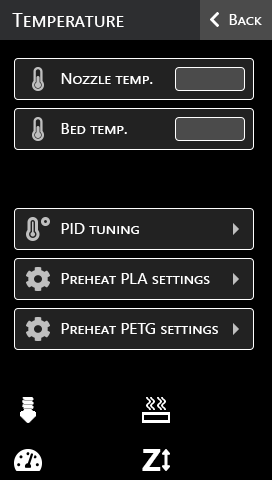 Temperature
Back
Nozzle temp.
Bed temp.
PID tuning
Preheat PLA settings
Preheat PETG settings
Z